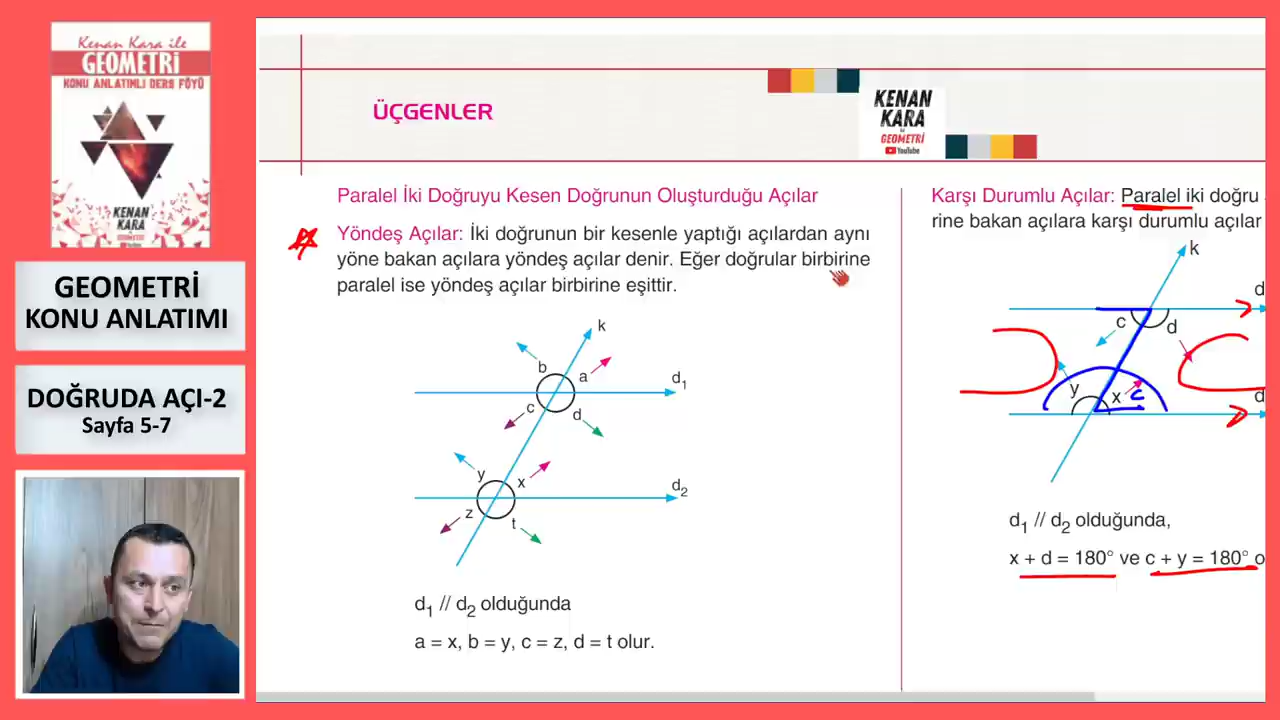 Kenan Kara ile
GEOMETRİ
KONU ANLATIMLI DERS FÖYÜ
KENAN
KARA
GEOMETRİ
KONU ANLATIMI
DOĞRUDA AÇI-2
Sayfa 5-7
ÜÇGENLER
KENAN
KARA
ile
GEOMETRİ
YouTube
Paralel İki Doğruyu Kesen Doğrunun Oluşturduğu Açılar
Yöndeş Açılar: İki doğrunun bir kesenle yaptığı açılardan aynı
yöne bakan açılara yöndeş açılar denir. Eğer doğrular birbirine
paralel ise yöndeş açılar birbirine eşittir.
k
b
a
d1
c
d
y
x
d2
z
t
d1 // d2 olduğunda
a = x, b = y, c = z, d = t olur.
Karşı Durumlu Açılar: Paralel iki doğru
rine bakan açılara karşı durumlu açılar
k
d
c
d
y
x
c
d
d1 // d2 olduğunda,
x + d = 180° ve c + y = 180° o